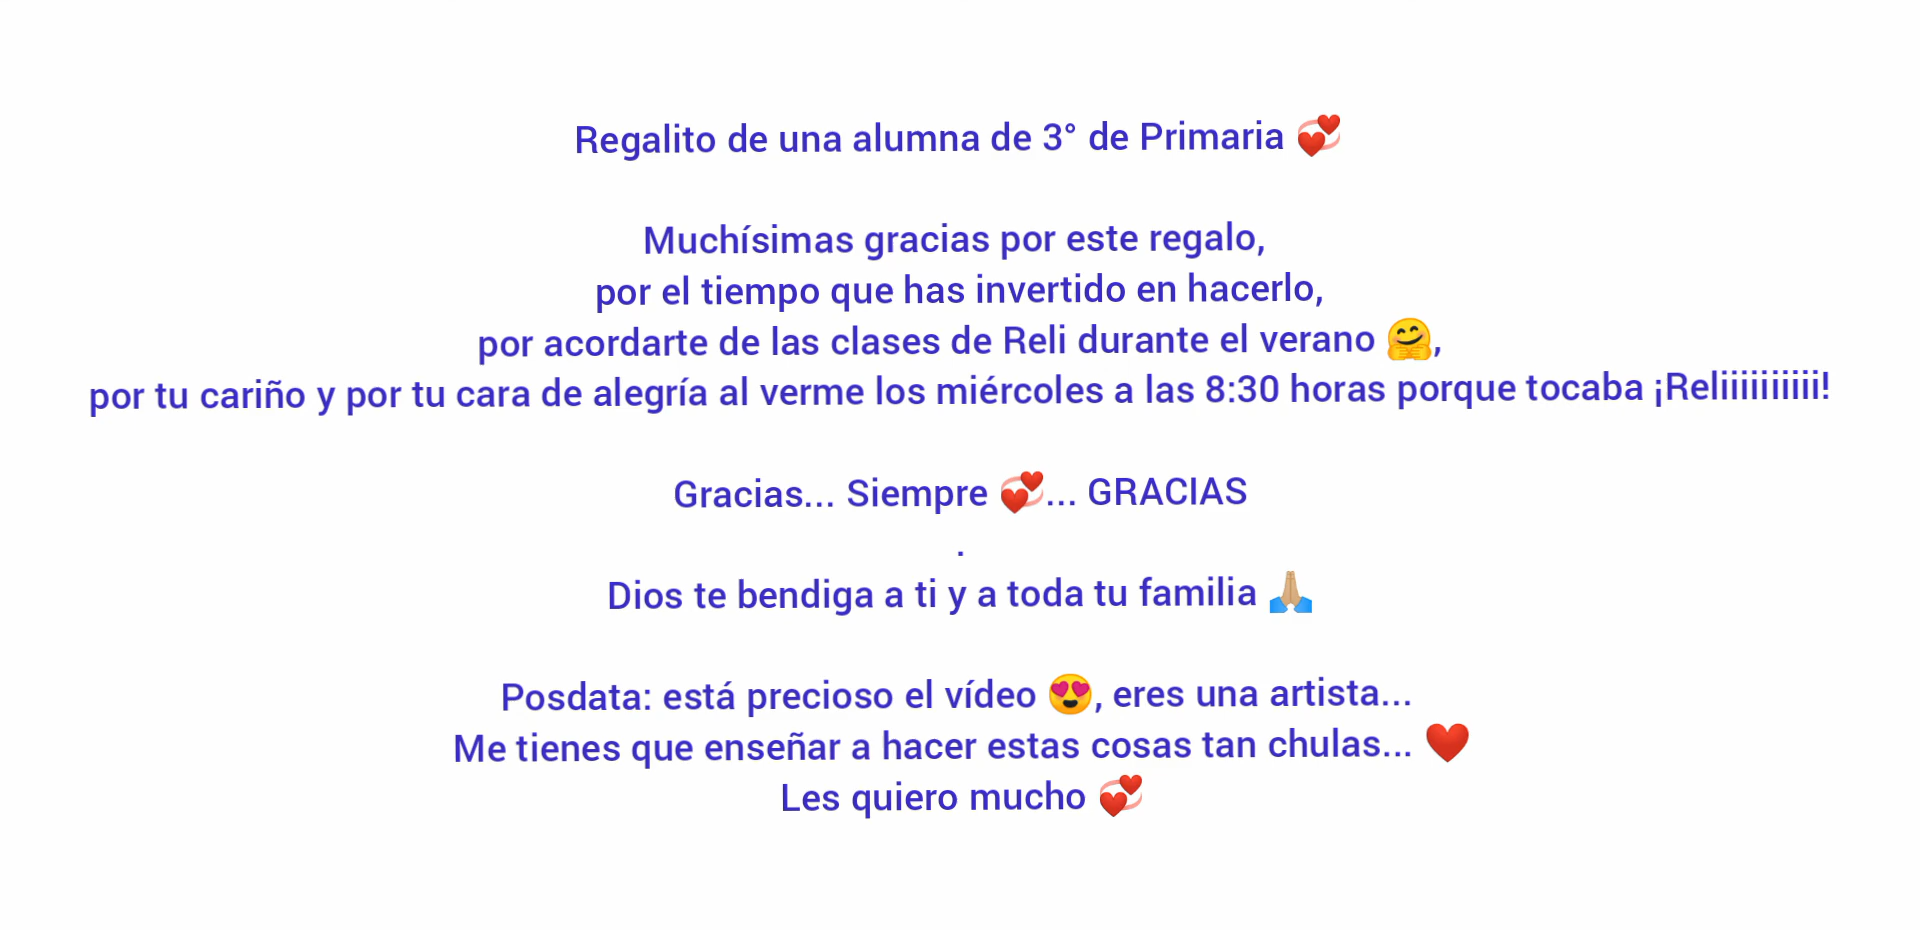 Regalito de una alumna de 3° de Primaria 💞
Muchísimas gracias por este regalo,
por el tiempo que has invertido en hacerlo,
por acordarte de las clases de Reli durante el verano 🤗,
por tu cariño y por tu cara de alegría al verme los miércoles a las 8:30 horas porque tocaba ¡Reliiiiiiiiii!
Gracias... Siempre 💞... GRACIAS
.
Dios te bendiga a ti y a toda tu familia 🙏🏼
Posdata: está precioso el vídeo 😍, eres una artista...
Me tienes que enseñar a hacer estas cosas tan chulas... ❤️
Les quiero mucho 💞